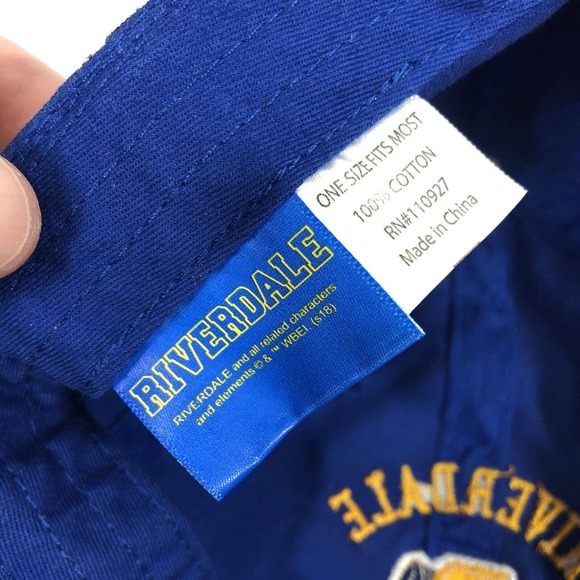 ONE SIZE FITS MOST
100% COTTON
RN#110927
Made in China
RIVERDALE
RIVERDALE and all related characters
and elements © & ™ WBEI. (s18)
RIVERDALE